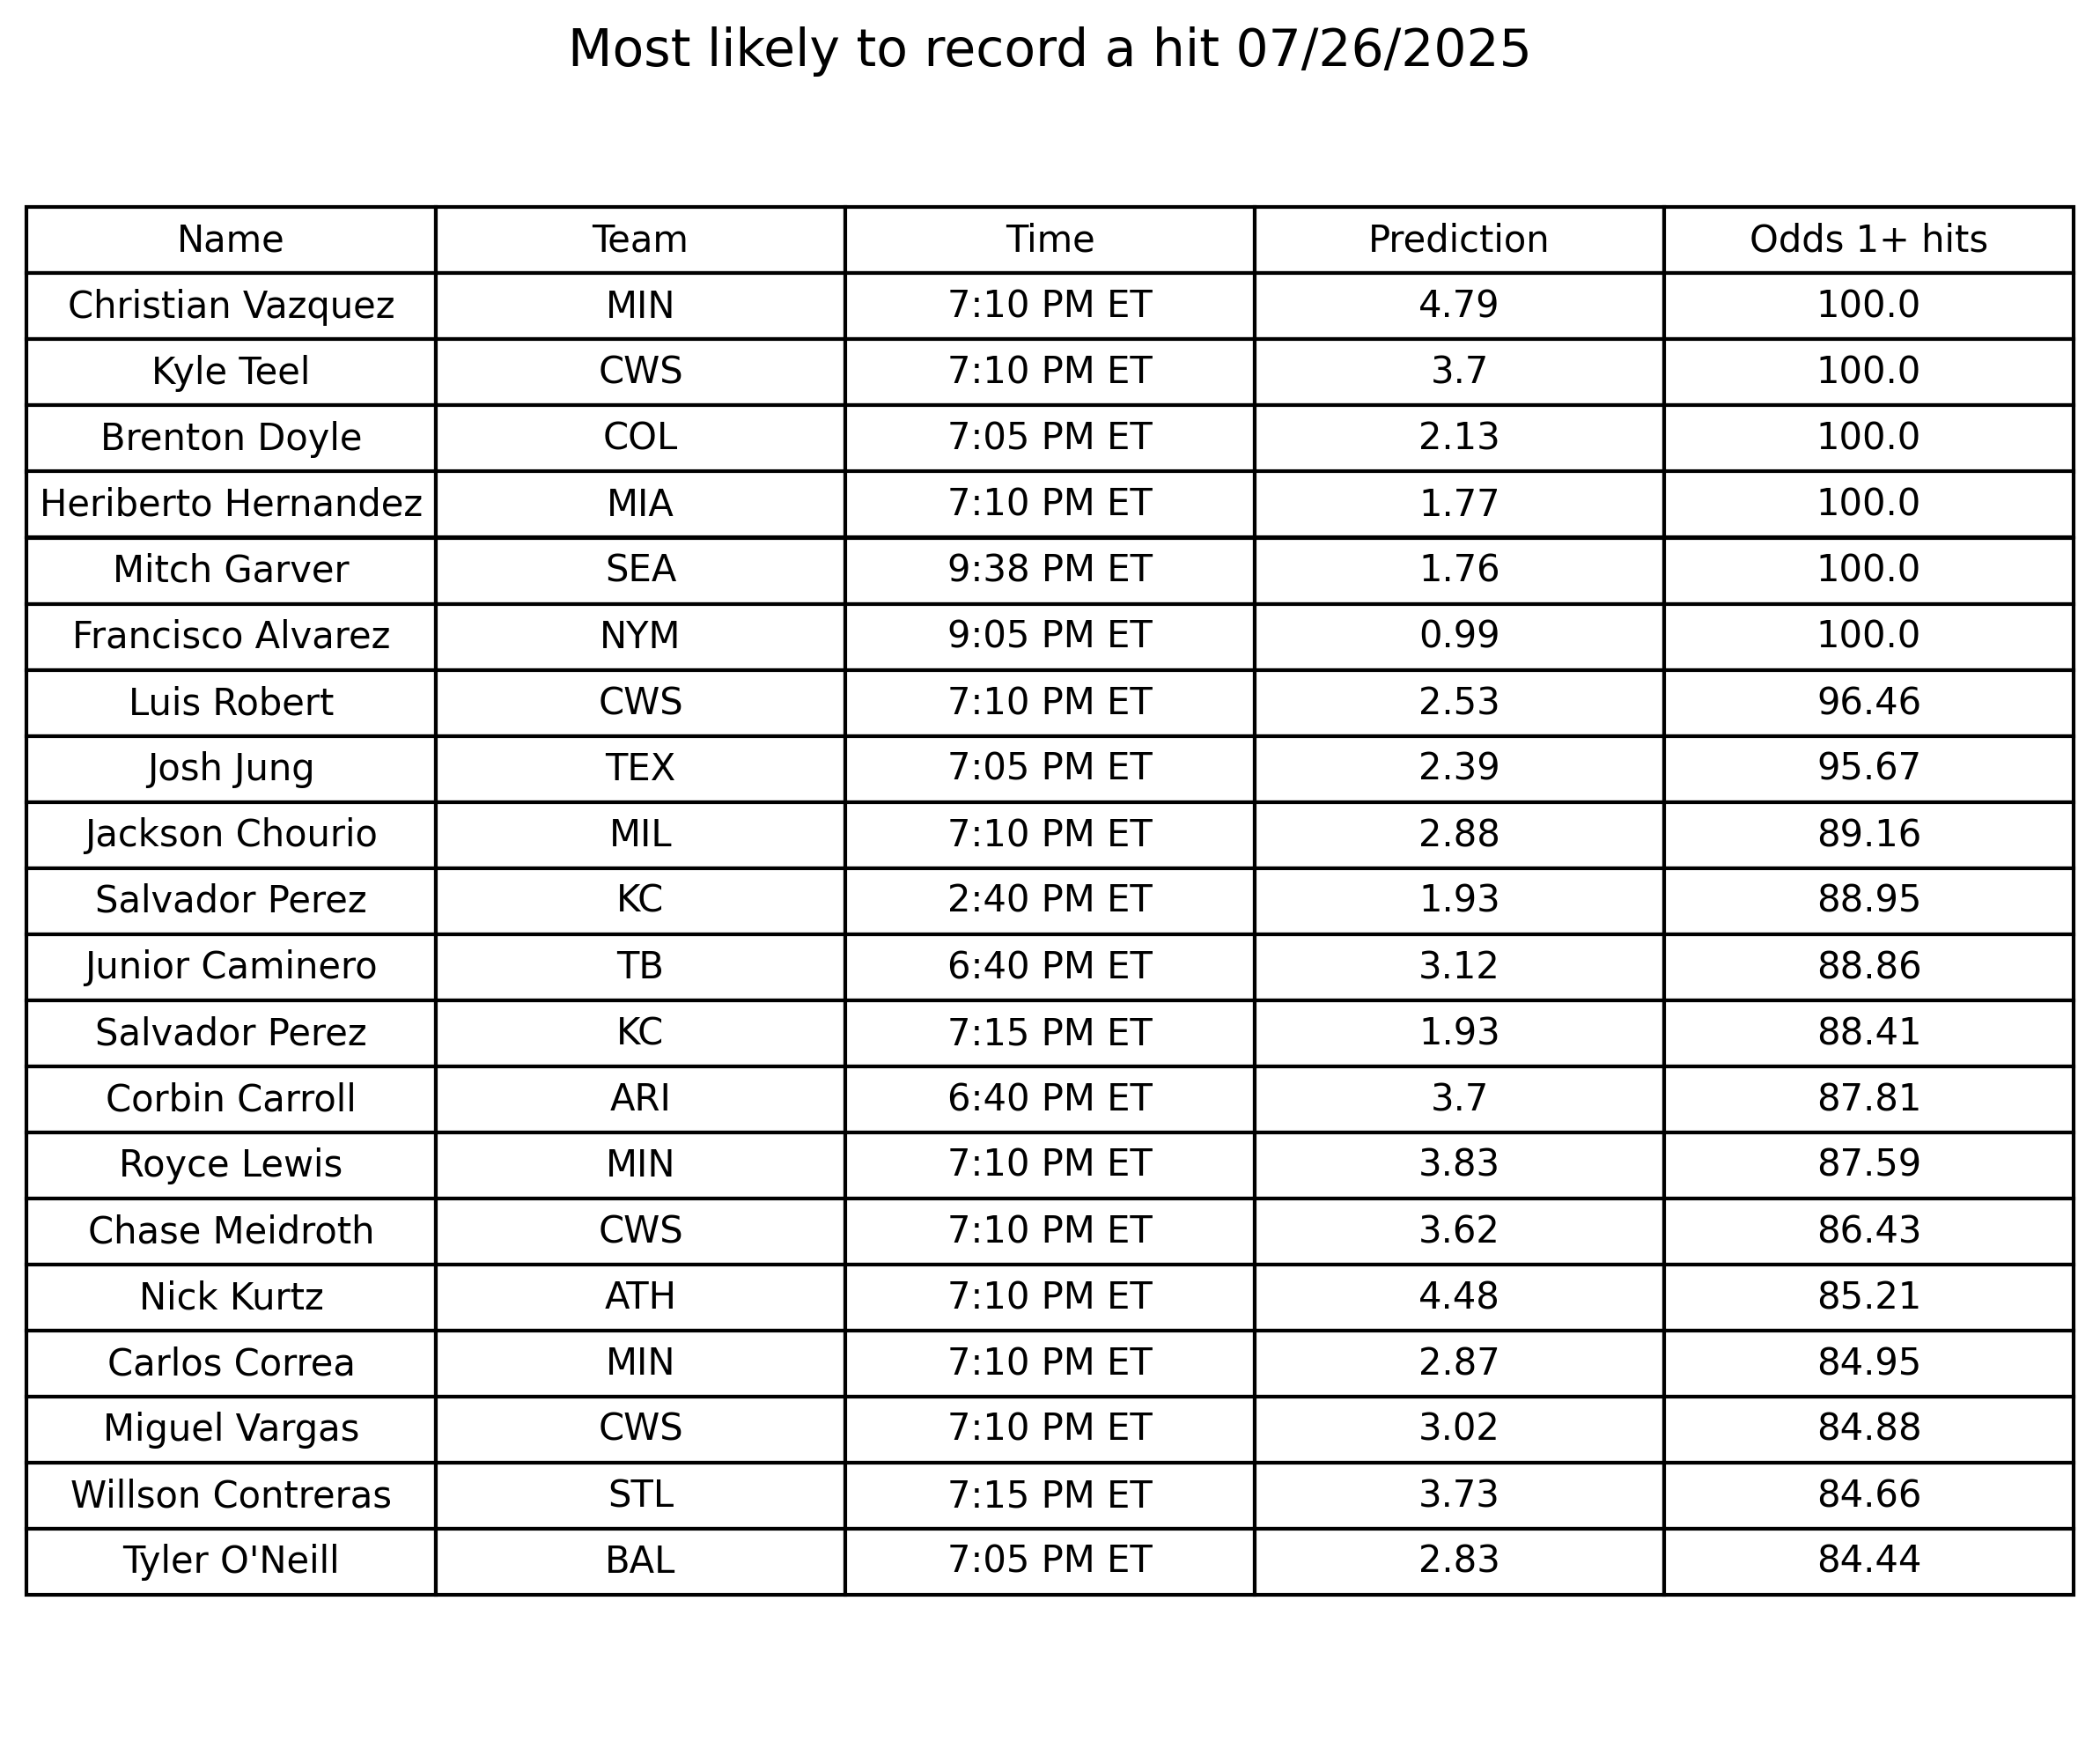 Most likely to record a hit 07/26/2025
Name Team Time Prediction Odds 1+ hits
Christian Vazquez MIN 7:10 PM ET 4.79 100.0
Kyle Teel CWS 7:10 PM ET 3.7 100.0
Brenton Doyle COL 7:05 PM ET 2.13 100.0
Heriberto Hernandez MIA 7:10 PM ET 1.77 100.0
Mitch Garver SEA 9:38 PM ET 1.76 100.0
Francisco Alvarez NYM 9:05 PM ET 0.99 100.0
Luis Robert CWS 7:10 PM ET 2.53 96.46
Josh Jung TEX 7:05 PM ET 2.39 95.67
Jackson Chourio MIL 7:10 PM ET 2.88 89.16
Salvador Perez KC 2:40 PM ET 1.93 88.95
Junior Caminero TB 6:40 PM ET 3.12 88.86
Salvador Perez KC 7:15 PM ET 1.93 88.41
Corbin Carroll ARI 6:40 PM ET 3.7 87.81
Royce Lewis MIN 7:10 PM ET 3.83 87.59
Chase Meidroth CWS 7:10 PM ET 3.62 86.43
Nick Kurtz ATH 7:10 PM ET 4.48 85.21
Carlos Correa MIN 7:10 PM ET 2.87 84.95
Miguel Vargas CWS 7:10 PM ET 3.02 84.88
Willson Contreras STL 7:15 PM ET 3.73 84.66
Tyler O'Neill BAL 7:05 PM ET 2.83 84.44